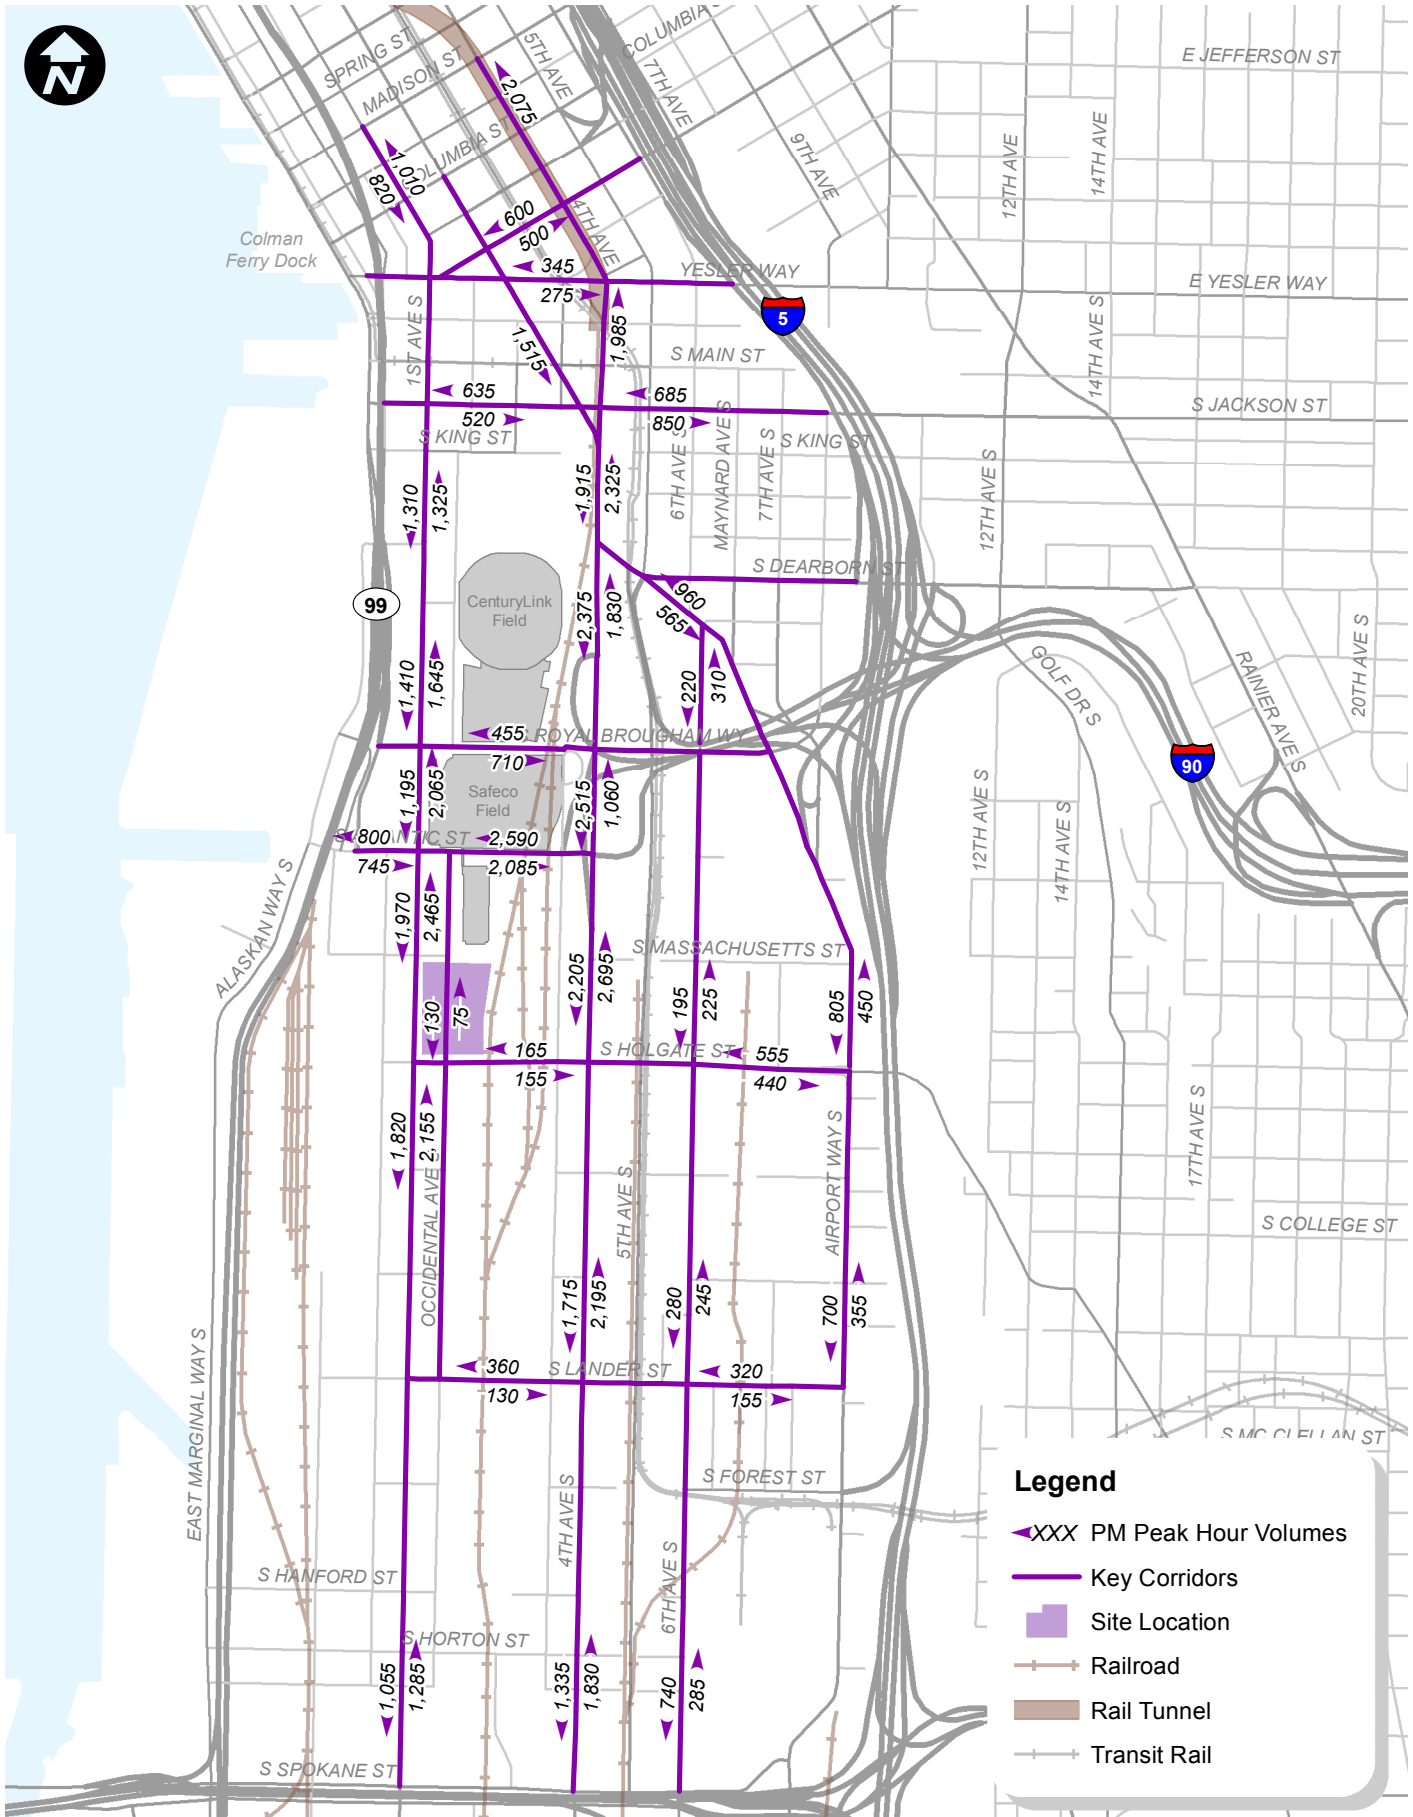 N
SPRING ST
MADISON ST
COLUMBIA ST
5TH AVE
COLUMBIA
7TH AVE
9TH AVE
E JEFFERSON ST
12TH AVE
14TH AVE
2,075
1,010
820
600
500
4TH AVE
Colman
Ferry Dock
345
275
YESLER WAY
E YESLER WAY
5
1ST AVE S
1,515
1,985
S MAIN ST
14TH AVE S
635
520
685
850
S JACKSON ST
S KING ST
S KING ST
6TH AVE S
MAYNARD AVE S
7TH AVE S
12TH AVE S
1,310
1,325
1,915
2,325
S DEARBORN ST
CenturyLink
Field
99
2,375
1,830
960
565
1,410
1,645
220
310
GOLF DR S
RAINIER AVE S
20TH AVE S
455
710
S ROYAL BROUGHAM WY
90
1,195
2,065
Safeco
Field
2,515
1,060
12TH AVE S
14TH AVE S
800
745
2,590
2,085
ALASKAN WAY S
1,970
2,465
S MASSACHUSETTS ST
2,205
2,695
195
225
805
450
130
75
165
155
S HOLGATE ST
555
440
1,820
2,155
OCCIDENTAL AVE S
5TH AVE S
AIRPORT WAY S
17TH AVE S
S COLLEGE ST
1,715
2,195
280
245
700
355
EAST MARGINAL WAY S
360
130
S LANDER ST
320
155
S MC CLELLAN ST
S FOREST ST
4TH AVE S
6TH AVE S
S HANFORD ST
S HORTON ST
1,055
1,285
1,335
1,830
740
285
S SPOKANE ST
Legend
XXX PM Peak Hour Volumes
Key Corridors
Site Location
Railroad
Rail Tunnel
Transit Rail